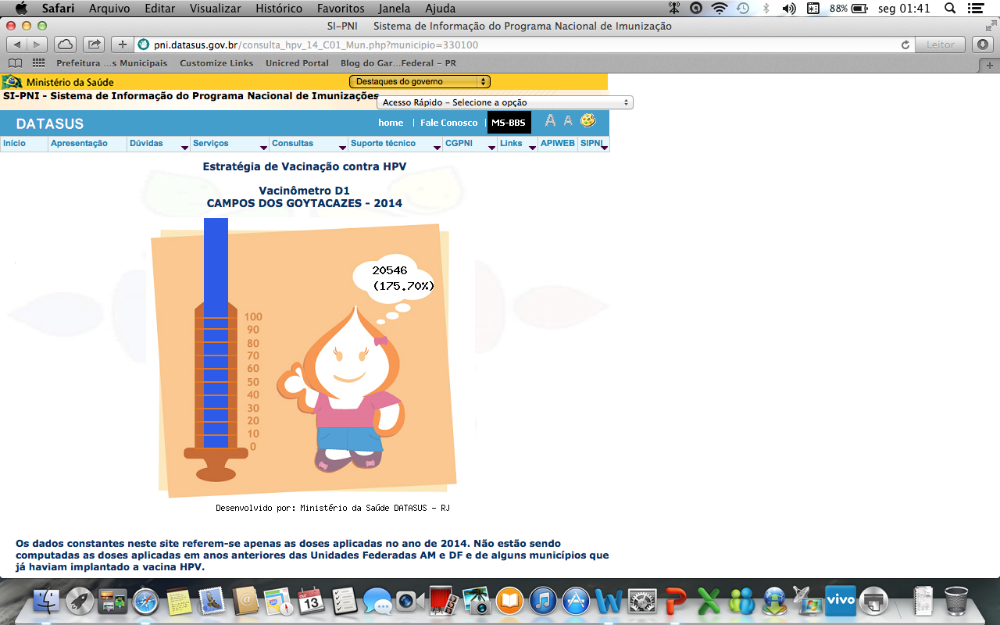 Safari Arquivo Editar Visualizar Histórico Favoritos Janela Ajuda 88% seg 01:41
SI-PNI Sistema de Informação do Programa Nacional de Imunização
pni.datasus.gov.br/consulta_hpv_14_C01_Mun.php?municipio=330100 Leitor
Prefeitura ...s Municipais Customize Links Unicred Portal Blog do Gar...Federal – PR
Ministério da Saúde Destaques do governo
SI-PNI - Sistema de Informação do Programa Nacional de Imunizações
Acesso Rápido – Selecione a opção
DATASUS home | Fale Conosco | MS-BBS A A
Início Apresentação Dúvidas Serviços Consultas Suporte técnico CGPNI Links APIWEB SIPNI
Estratégia de Vacinação contra HPV
Vacinômetro D1
CAMPOS DOS GOYTACAZES - 2014
20546
(175.70%)
100
90
80
70
60
50
40
30
20
10
0
Desenvolvido por: Ministério da Saúde DATASUS - RJ
Os dados constantes neste site referem-se apenas as doses aplicadas no ano de 2014. Não estão sendo
computadas as doses aplicadas em anos anteriores das Unidades Federadas AM e DF e de alguns municípios que
já haviam implantado a vacina HPV.
13
vivo